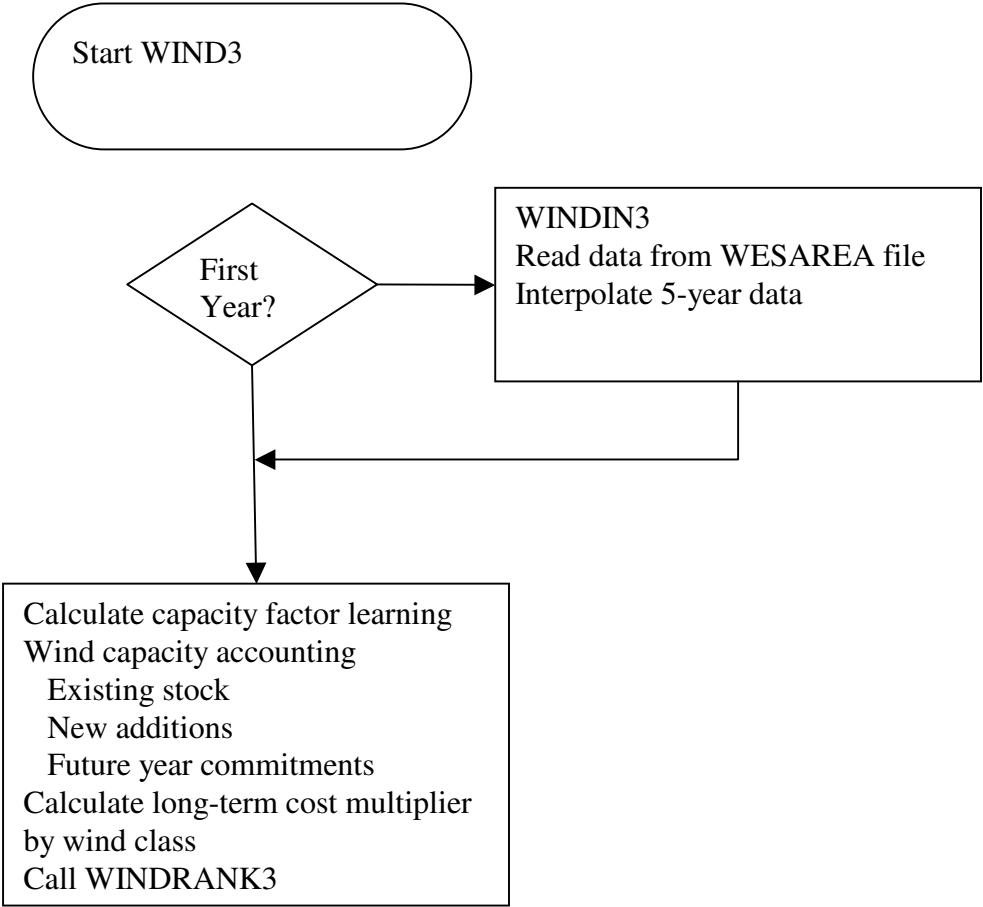 Start WIND3
First
Year?
WINDIN3
Read data from WESAREA file
Interpolate 5-year data
Calculate capacity factor learning
Wind capacity accounting
Existing stock
New additions
Future year commitments
Calculate long-term cost multiplier
by wind class
Call WINDRANK3